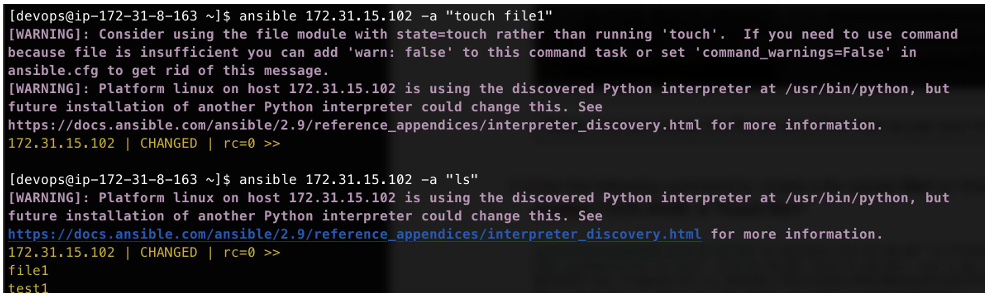 [devops@ip-172-31-8-163 ~]$ ansible 172.31.15.102 -a "touch file1"
[WARNING]: Consider using the file module with state=touch rather than running 'touch'.  If you need to use command
because file is insufficient you can add 'warn: false' to this command task or set 'command_warnings=False' in
ansible.cfg to get rid of this message.
[WARNING]: Platform linux on host 172.31.15.102 is using the discovered Python interpreter at /usr/bin/python, but
future installation of another Python interpreter could change this. See
https://docs.ansible.com/ansible/2.9/reference_appendices/interpreter_discovery.html for more information.
172.31.15.102 | CHANGED | rc=0 >>
[devops@ip-172-31-8-163 ~]$ ansible 172.31.15.102 -a "ls"
[WARNING]: Platform linux on host 172.31.15.102 is using the discovered Python interpreter at /usr/bin/python, but
future installation of another Python interpreter could change this. See
https://docs.ansible.com/ansible/2.9/reference_appendices/interpreter_discovery.html for more information.
172.31.15.102 | CHANGED | rc=0 >>
file1
test1